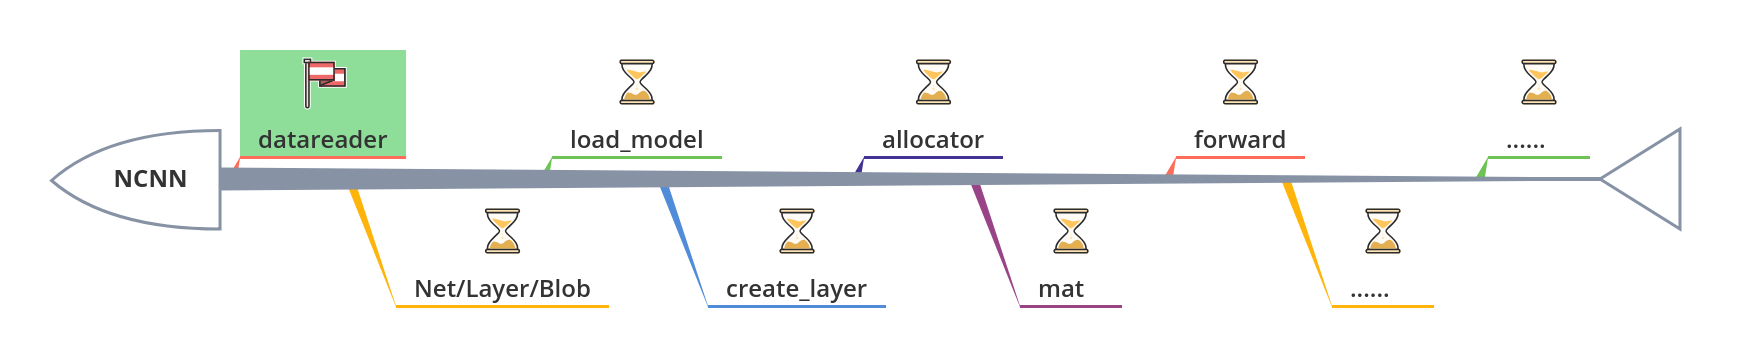 NCNN
datareader
Net/Layer/Blob
load_model
create_layer
allocator
mat
forward
......
......